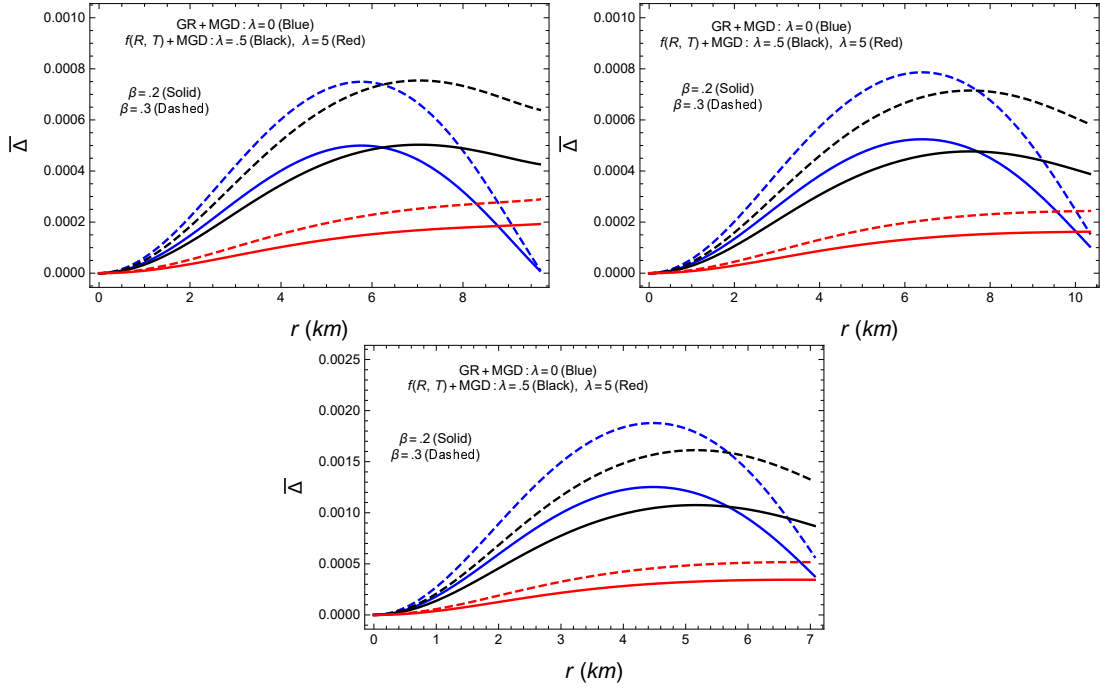 GR+MGD: λ=0 (Blue)
f(R, T)+MGD: λ=.5 (Black), λ=5 (Red)
β=.2 (Solid)
β=.3 (Dashed)
Δ̅
0.0010
0.0008
0.0006
0.0004
0.0002
0.0000
0 2 4 6 8
r (km)
GR+MGD: λ=0 (Blue)
f(R, T)+MGD: λ=.5 (Black), λ=5 (Red)
β=.2 (Solid)
β=.3 (Dashed)
Δ̅
0.0010
0.0008
0.0006
0.0004
0.0002
0.0000
0 2 4 6 8 10
r (km)
GR+MGD: λ=0 (Blue)
f(R, T)+MGD: λ=.5 (Black), λ=5 (Red)
β=.2 (Solid)
β=.3 (Dashed)
Δ̅
0.0025
0.0020
0.0015
0.0010
0.0005
0.0000
0 1 2 3 4 5 6 7
r (km)